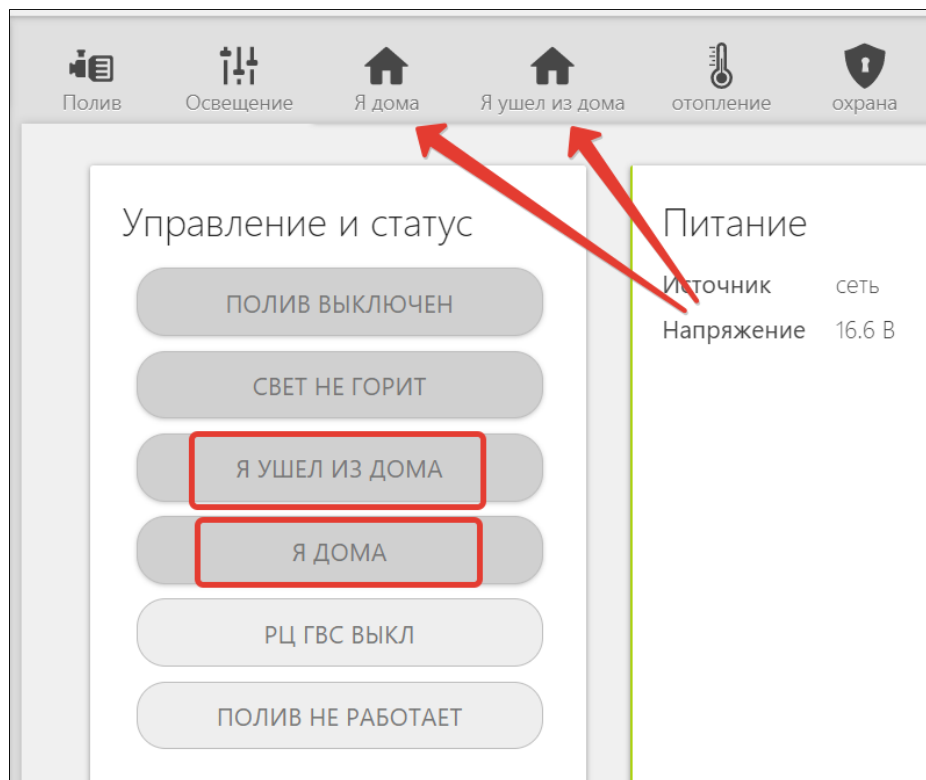 Полив Освещение Я дома Я ушел из дома отопление охрана
Управление и статус
ПОЛИВ ВЫКЛЮЧЕН
СВЕТ НЕ ГОРИТ
Я УШЕЛ ИЗ ДОМА
Я ДОМА
РЦ ГВС ВЫКЛ
ПОЛИВ НЕ РАБОТАЕТ
Питание
Источник сеть
Напряжение 16.6 В